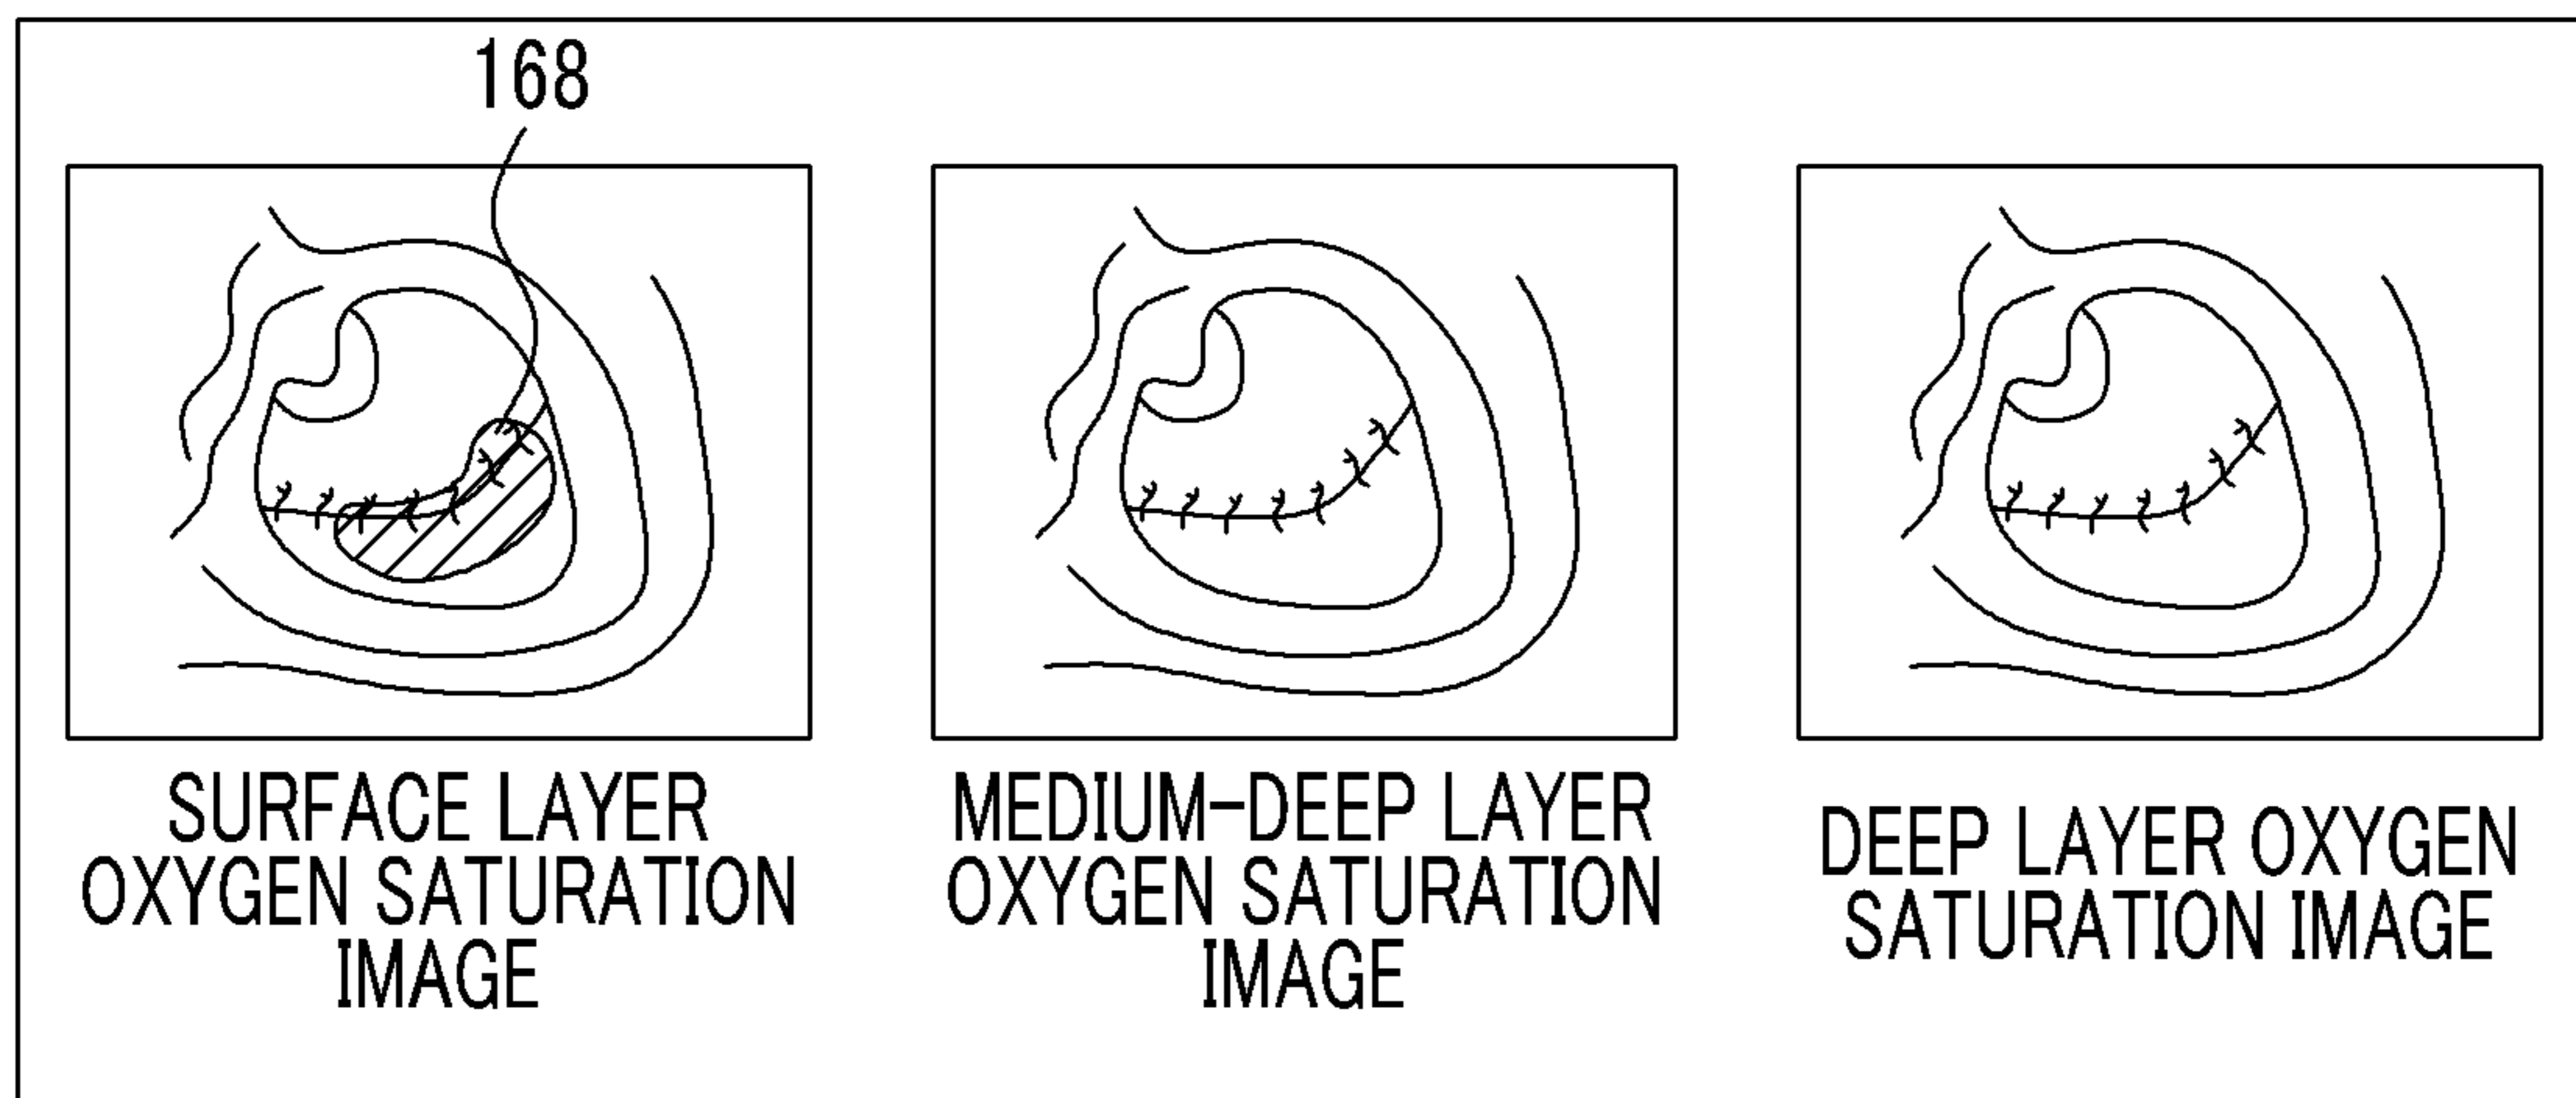 168
SURFACE LAYER
OXYGEN SATURATION
IMAGE
MEDIUM-DEEP LAYER
OXYGEN SATURATION
IMAGE
DEEP LAYER OXYGEN
SATURATION IMAGE